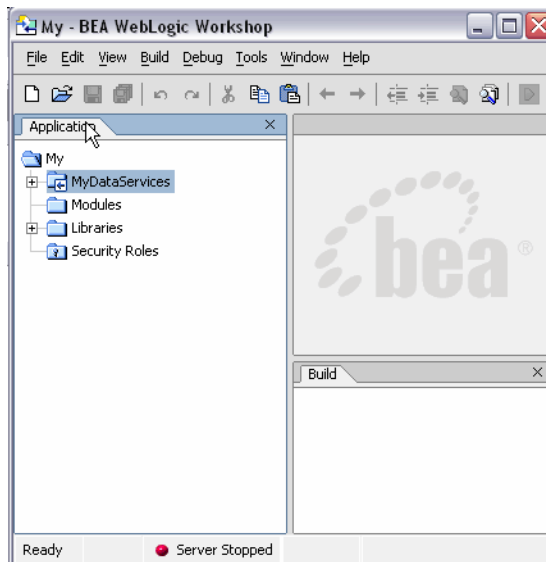 My - BEA WebLogic Workshop
File Edit View Build Debug Tools Window Help
Application
My
MyDataServices
Modules
Libraries
Security Roles
bea®
Build
Ready
Server Stopped